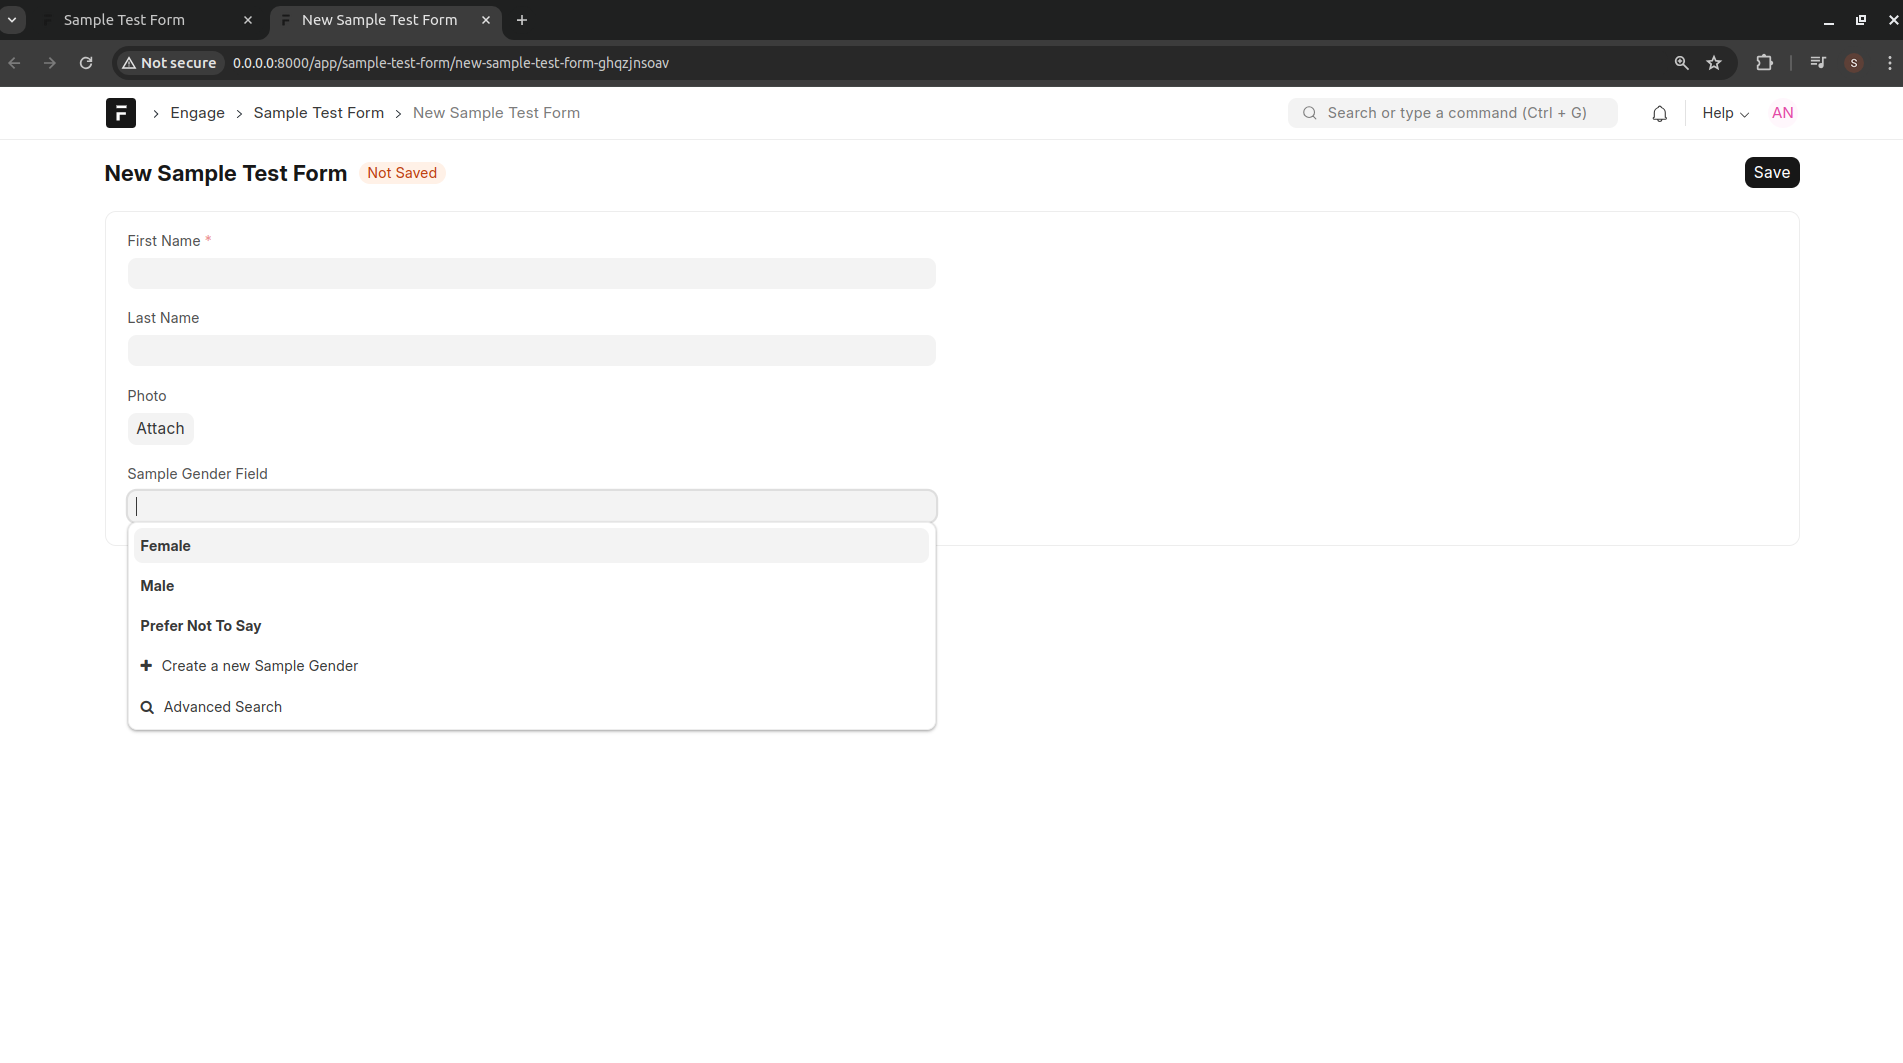 Sample Test Form
New Sample Test Form
Not secure 0.0.0.0:8000/app/sample-test-form/new-sample-test-form-ghqzjnsoav
S
F > Engage > Sample Test Form > New Sample Test Form
Search or type a command (Ctrl + G)
Help
AN
New Sample Test Form Not Saved
Save
First Name *
Last Name
Photo
Attach
Sample Gender Field
Female
Male
Prefer Not To Say
Create a new Sample Gender
Advanced Search